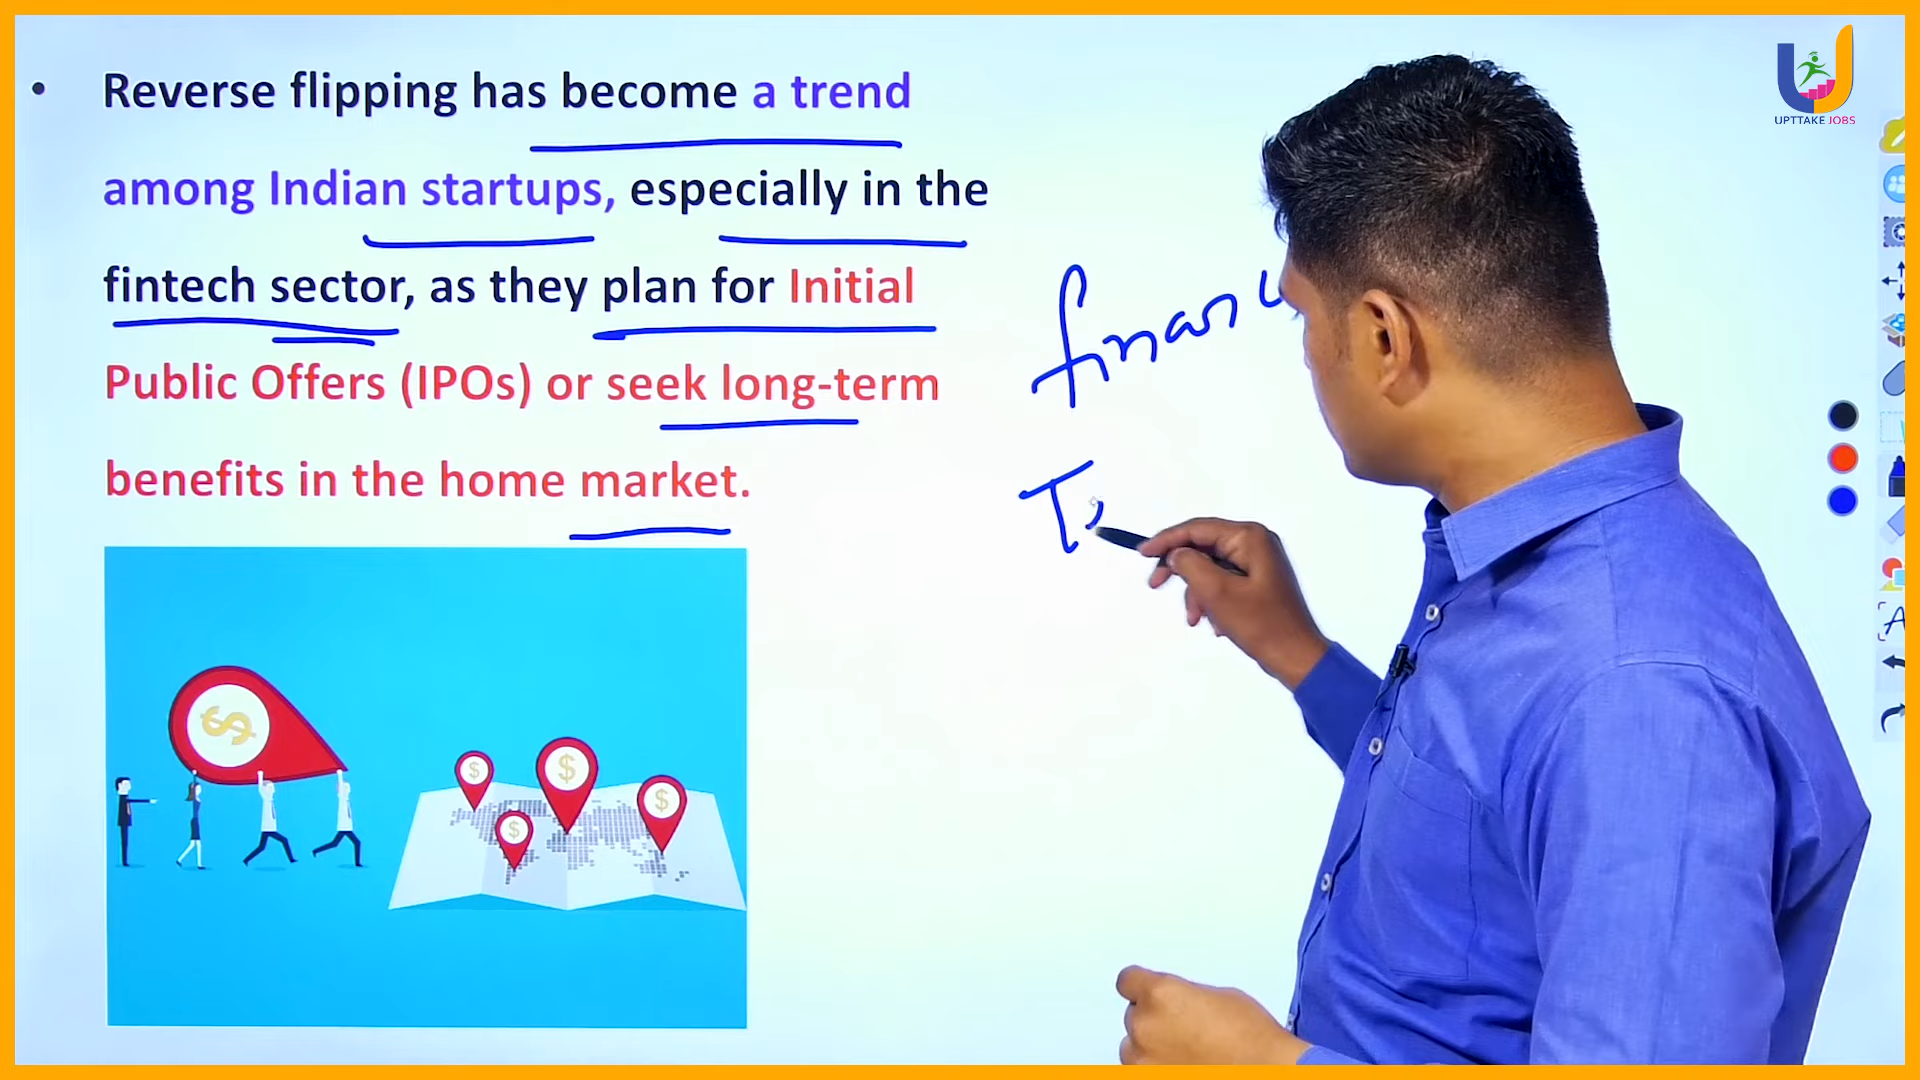 • Reverse flipping has become a trend
among Indian startups, especially in the
fintech sector, as they plan for Initial
Public Offers (IPOs) or seek long-term
benefits in the home market.
$
$ $ $ $
UPTTAKE JOBS